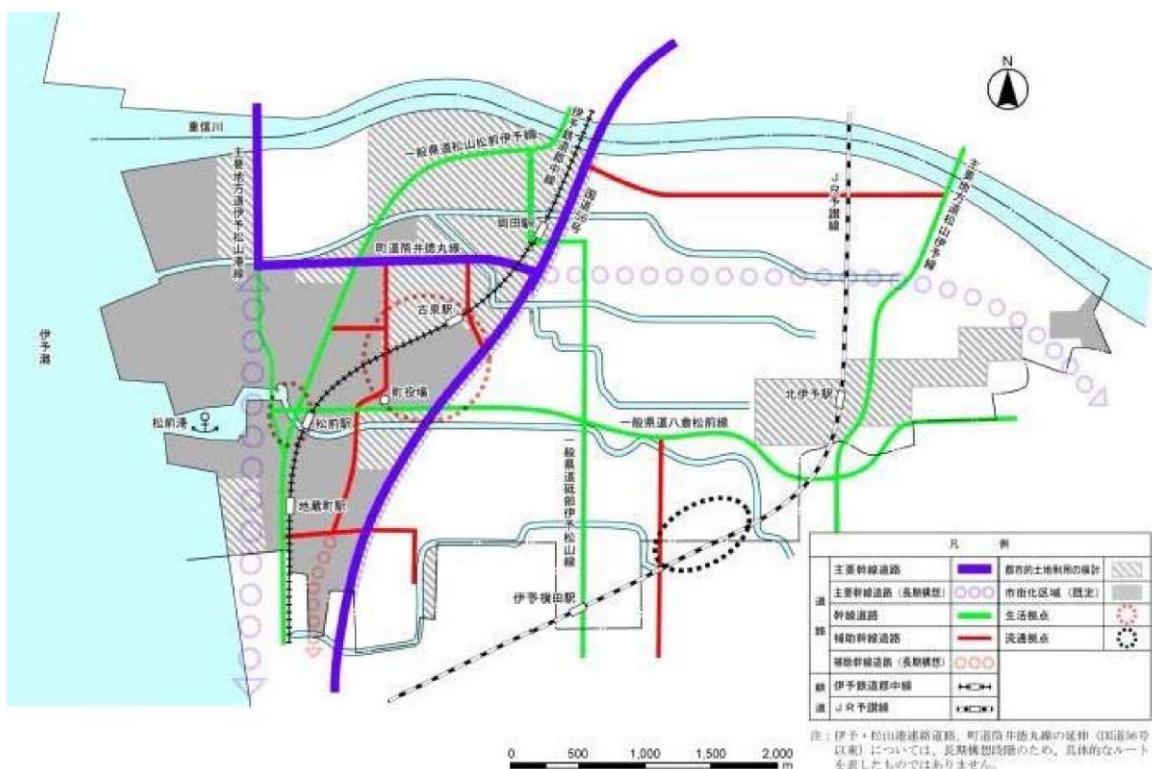 N
重信川
一般県道松山松前伊予線
伊予鉄道郡中線
国道56号
主要地方道伊予松山港線
岡田駅
JR予讃線
主要地方道松山伊予線
町道筒井徳丸線
古泉駅
伊予灘
町役場
北伊予駅
松前港
松前駅
一般県道八倉松前線
一般県道砥部伊予松山線
地蔵町駅
伊予横田駅
凡 例
道路
主要幹線道路
都市的土地利用の検討
主要幹線道路(長期構想)
市街化区域(既定)
幹線道路
生活拠点
補助幹線道路
流通拠点
補助幹線道路(長期構想)
鉄道
伊予鉄道郡中線
JR予讃線
注:伊予・松山港連絡道路、町道筒井徳丸線の延伸(国道56号
以東)については、長期構想段階のため、具体的なルート
を表したものではありません。
0 500 1,000 1,500 2,000
m